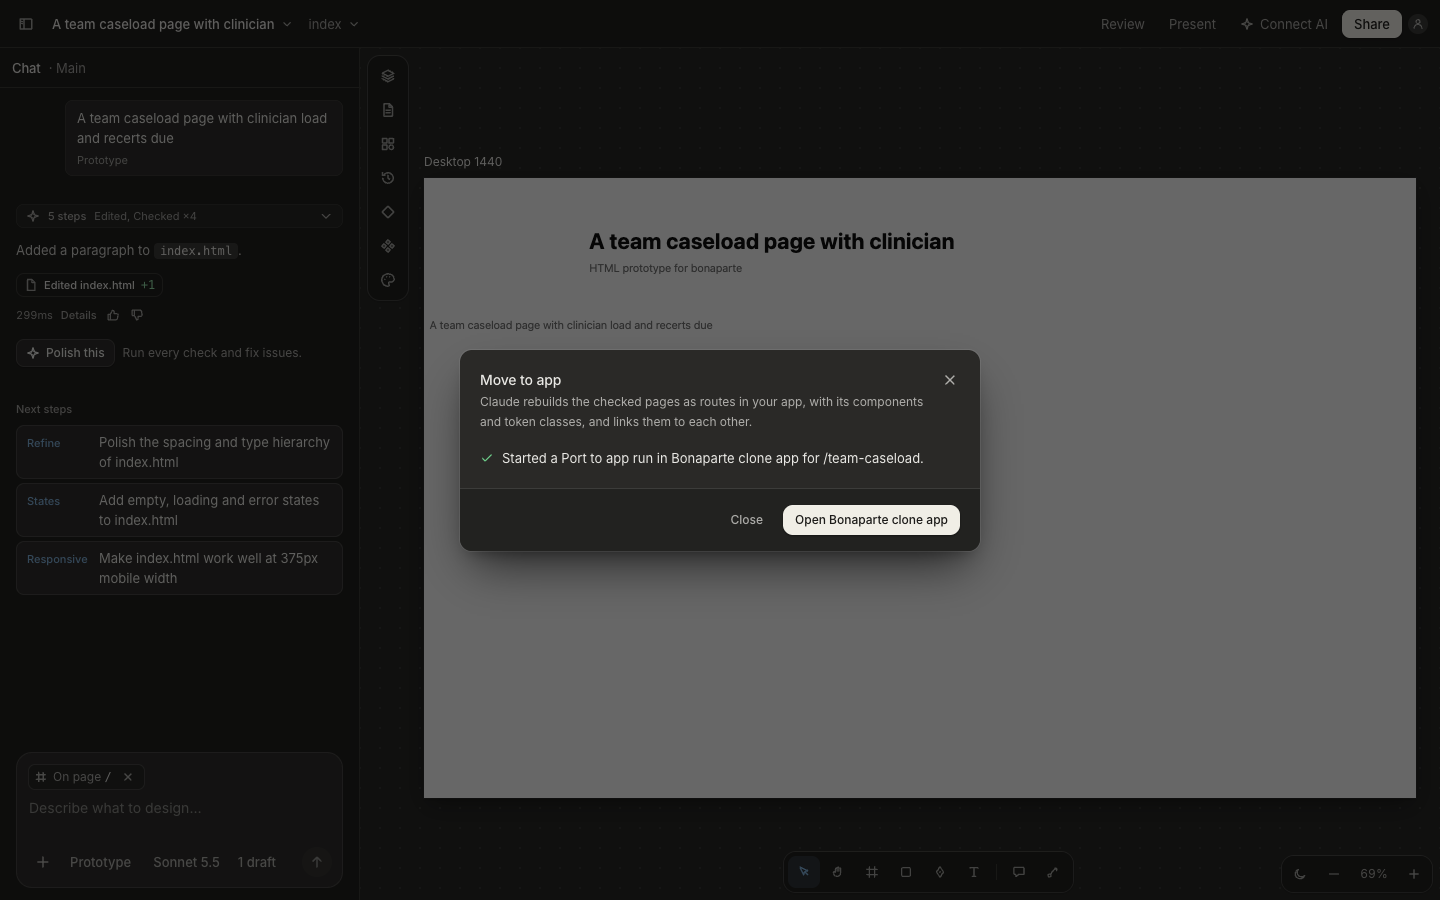 A team caseload page with clinician
index
Review
Present
Connect AI
Share
Chat · Main
A team caseload page with clinician load
and recerts due
Prototype
5 steps Edited, Checked ×4
Added a paragraph to index.html.
Edited index.html +1
299ms Details
Polish this Run every check and fix issues.
Next steps
Refine Polish the spacing and type hierarchy
of index.html
States Add empty, loading and error states
to index.html
Responsive Make index.html work well at 375px
mobile width
On page /
Describe what to design...
Prototype Sonnet 5.5 1 draft
Desktop 1440
A team caseload page with clinician
HTML prototype for bonaparte
A team caseload page with clinician load and recerts due
Move to app
Claude rebuilds the checked pages as routes in your app, with its components
and token classes, and links them to each other.
Started a Port to app run in Bonaparte clone app for /team-caseload.
Close
Open Bonaparte clone app
T
69%